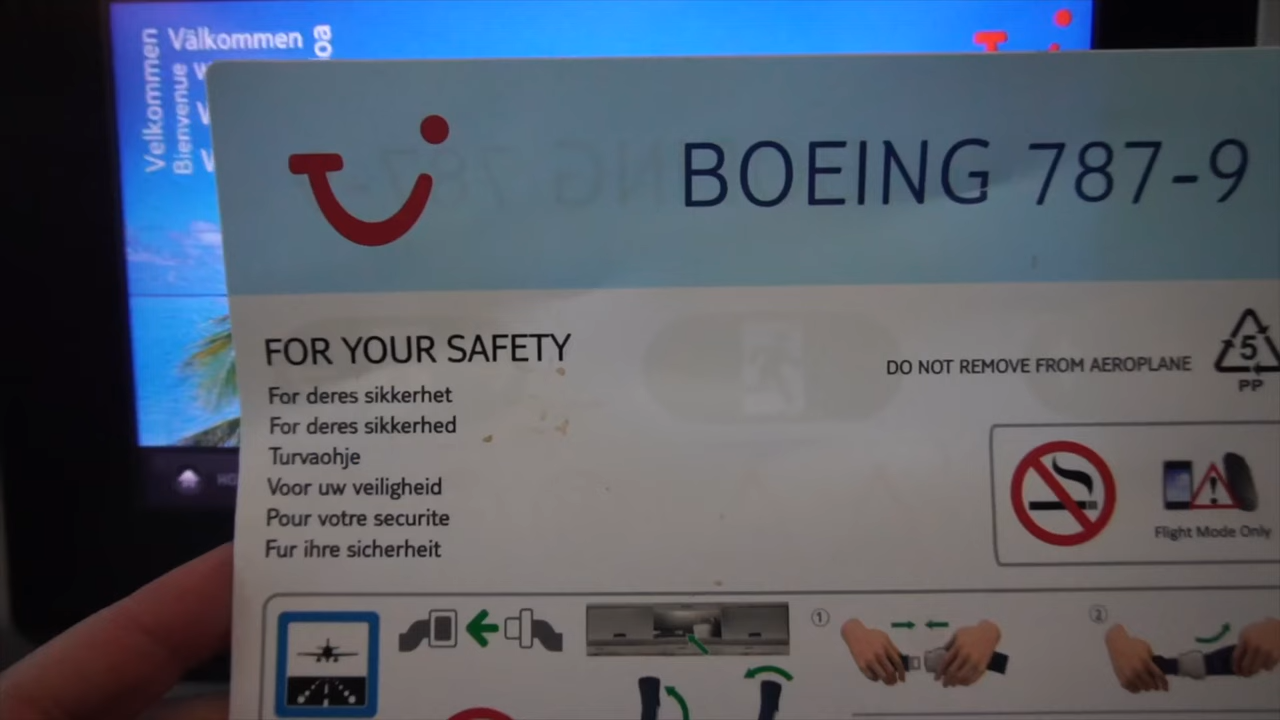 Välkommen
Velkommen
Bienvenue
BOEING 787-9
FOR YOUR SAFETY
For deres sikkerhet
For deres sikkerhed
Turvaohje
Voor uw veiligheid
Pour votre securite
Fur ihre sicherheit
DO NOT REMOVE FROM AEROPLANE
5
PP
Flight Mode Only
1
2